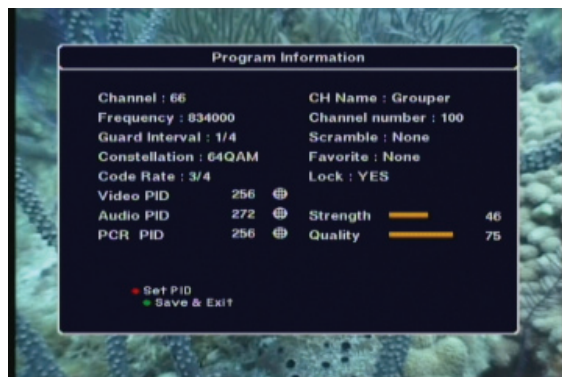 Program Information
Channel : 66
Frequency : 834000
Guard Interval : 1/4
Constellation : 64QAM
Code Rate : 3/4
Video PID 256
Audio PID 272
PCR PID 256
CH Name : Grouper
Channel number : 100
Scramble : None
Favorite : None
Lock : YES
Strength 46
Quality 75
Set PID
Save & Exit